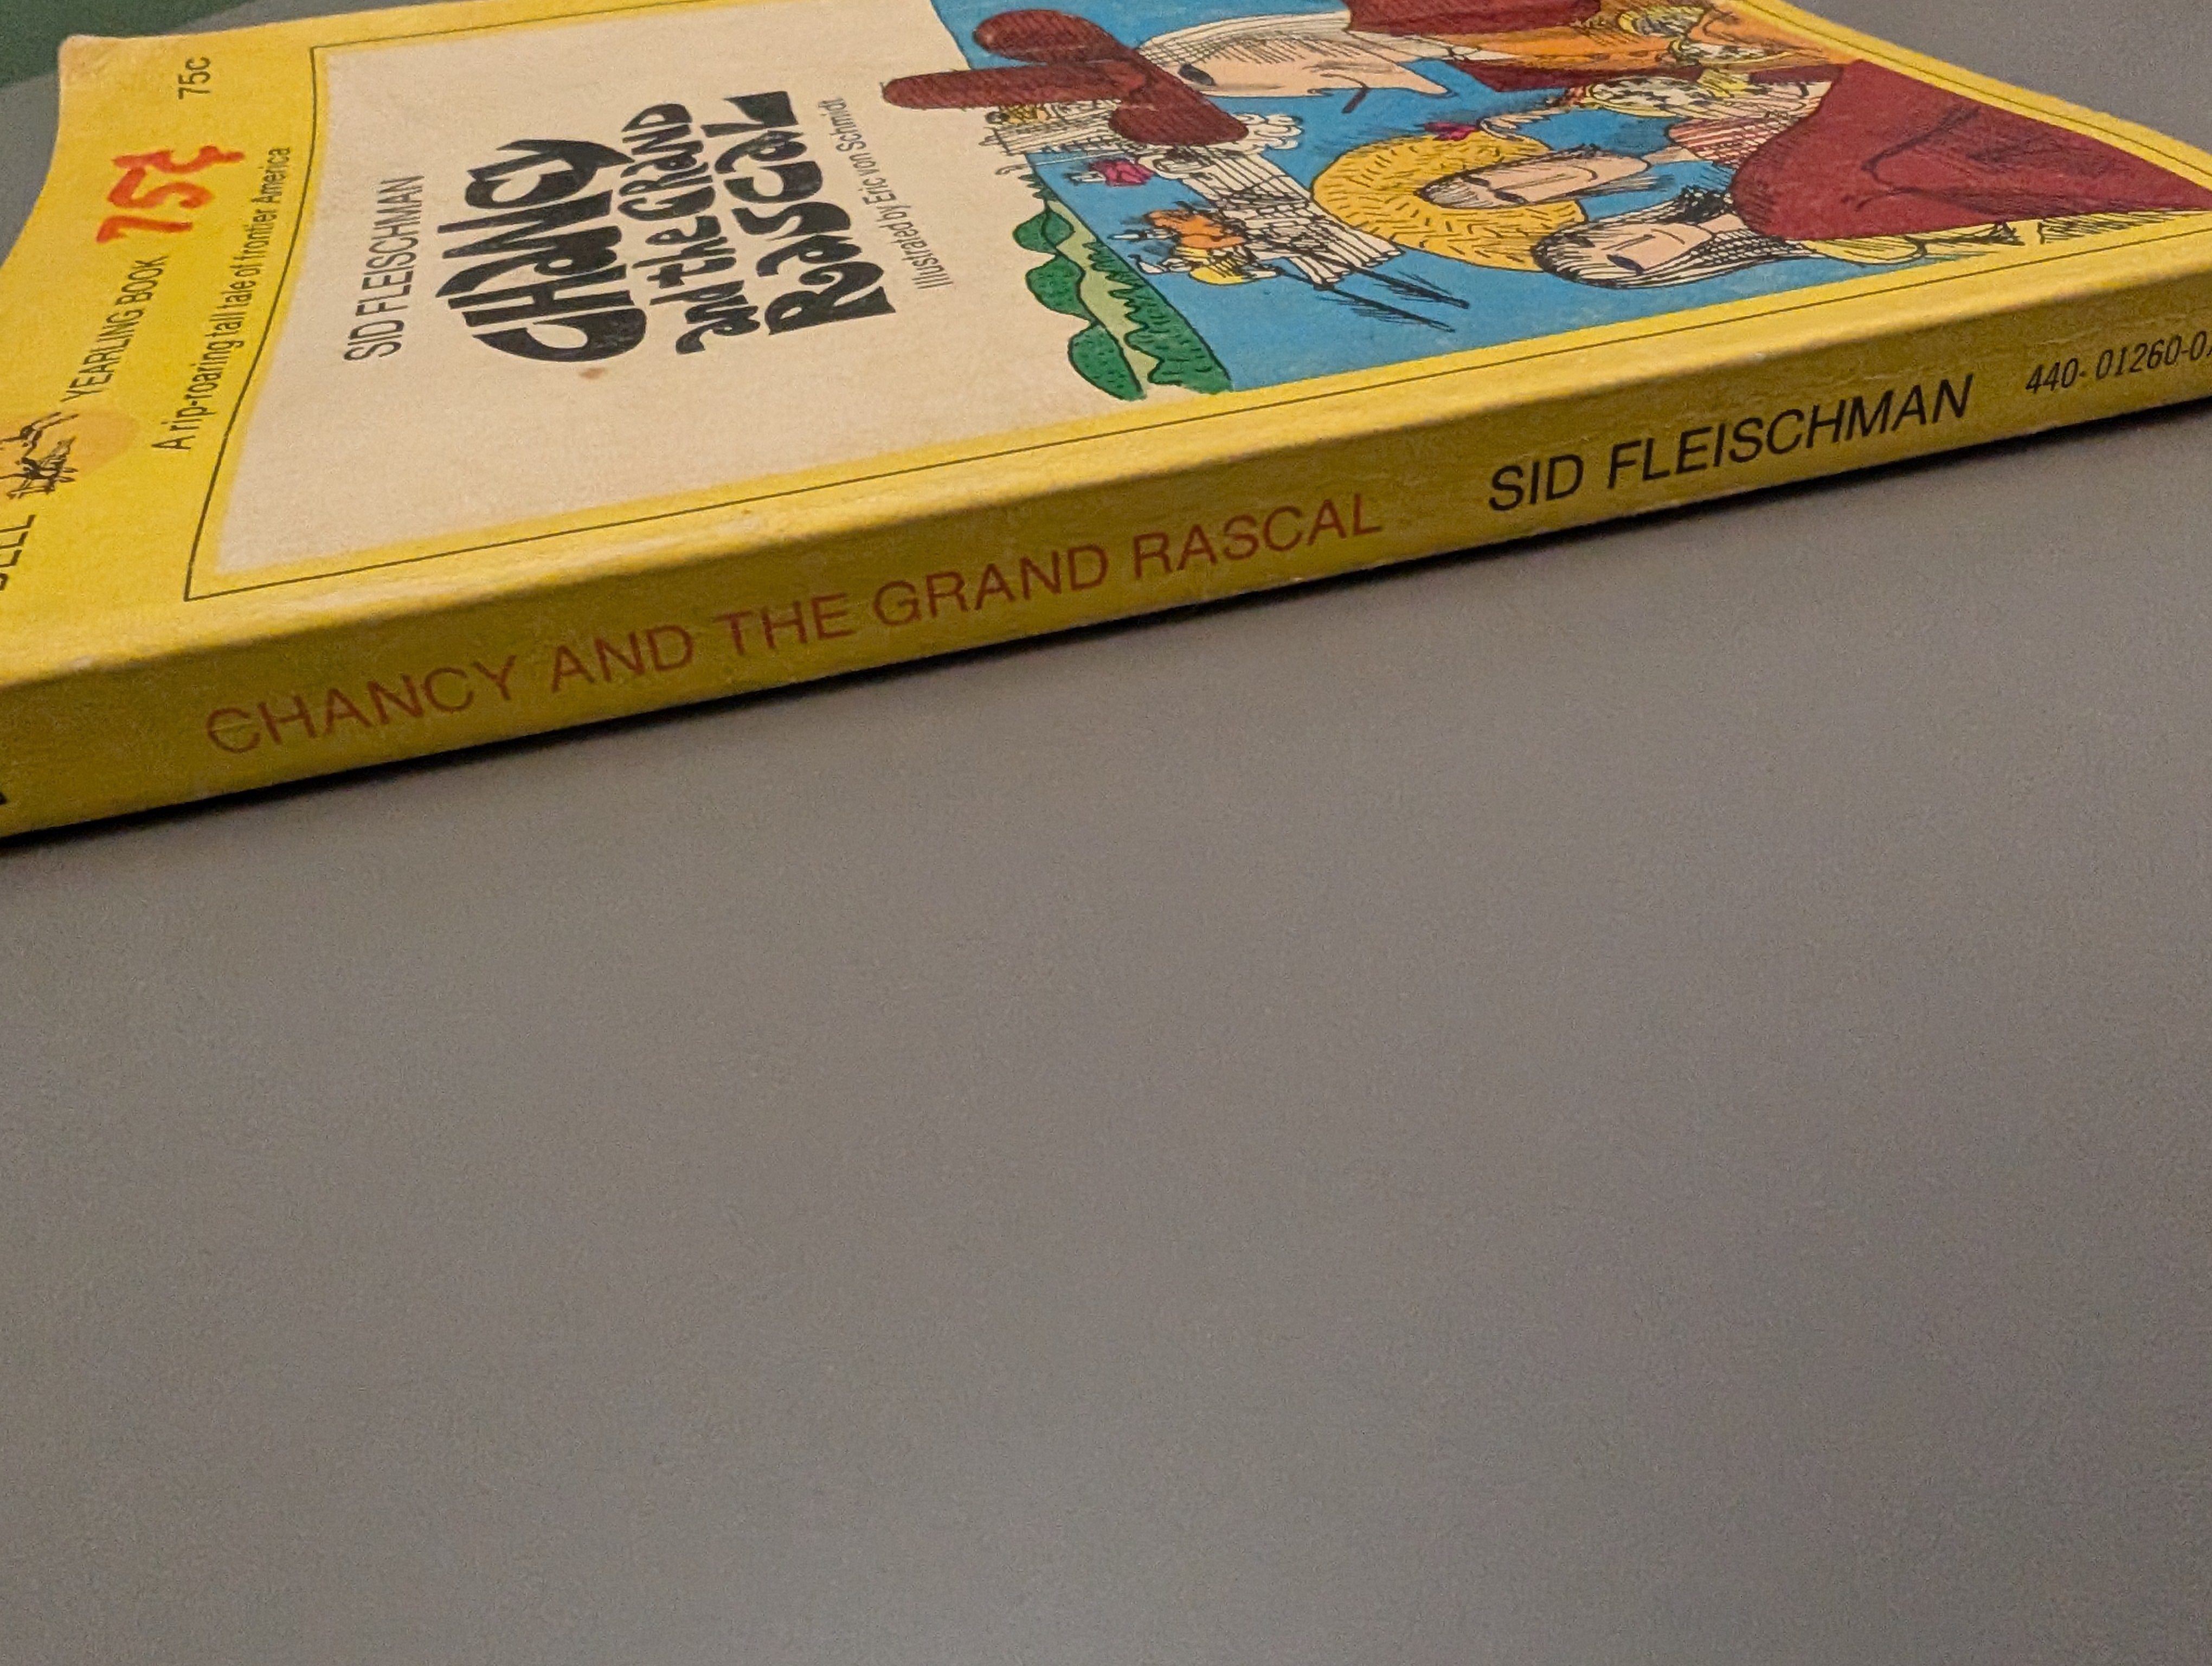 YEARLING BOOK 75¢ 75c
A rip-roaring tall tale of frontier America
SID FLEISCHMAN
CHANCY
and the GRAND
RASCAL
Illustrated by Eric von Schmidt
CHANCY AND THE GRAND RASCAL SID FLEISCHMAN 440-01260-0